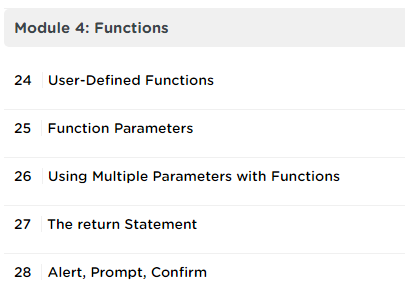 Module 4: Functions
24 User-Defined Functions
25 Function Parameters
26 Using Multiple Parameters with Functions
27 The return Statement
28 Alert, Prompt, Confirm